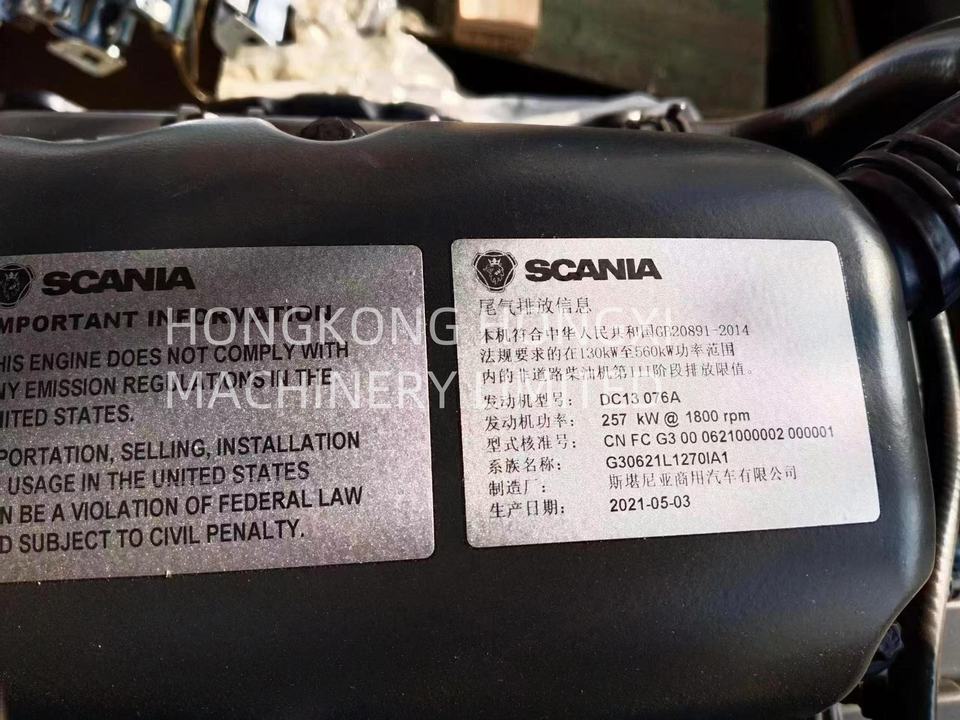 SCANIA
IMPORTANT INFORMATION
THIS ENGINE DOES NOT COMPLY WITH
ANY EMISSION REGULATIONS IN THE
UNITED STATES.
PORTATION, SELLING, INSTALLATION
USAGE IN THE UNITED STATES
N BE A VIOLATION OF FEDERAL LAW
D SUBJECT TO CIVIL PENALTY.
SCANIA
尾气排放信息
本机符合中华人民共和国GB20891-2014
法规要求的在130kW至560kW功率范围
内的非道路柴油机第III阶段排放限值。
发动机型号: DC13 076A
发动机功率: 257 kW @ 1800 rpm
型式核准号: CN FC G3 00 0621000002 000001
系族名称: G30621L1270IA1
制造厂: 斯堪尼亚商用汽车有限公司
生产日期: 2021-05-03
HONGKONG
MACHINERY LIMITED